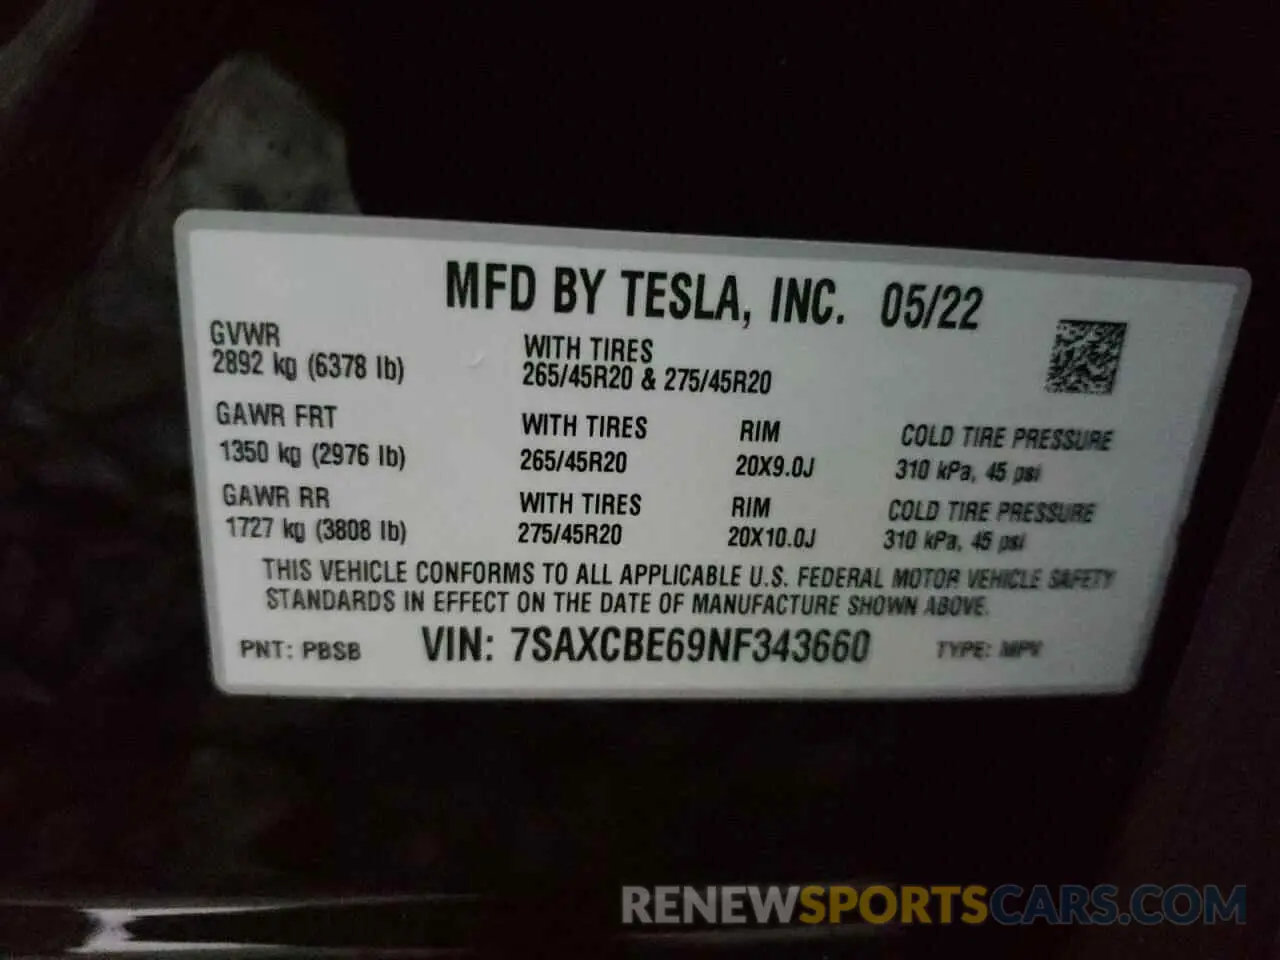 MFD BY TESLA, INC. 05/22
GVWR
2892 kg (6378 lb)
WITH TIRES
265/45R20 & 275/45R20
GAWR FRT
1350 kg (2976 lb)
WITH TIRES
265/45R20
RIM
20X9.0J
COLD TIRE PRESSURE
310 kPa, 45 psi
GAWR RR
1727 kg (3808 lb)
WITH TIRES
275/45R20
RIM
20X10.0J
COLD TIRE PRESSURE
310 kPa, 45 psi
THIS VEHICLE CONFORMS TO ALL APPLICABLE U.S. FEDERAL MOTOR VEHICLE SAFETY
STANDARDS IN EFFECT ON THE DATE OF MANUFACTURE SHOWN ABOVE.
PNT: PBSB VIN: 7SAXCBE69NF343660 TYPE: MPV
RENEWSPORTSCARS.COM